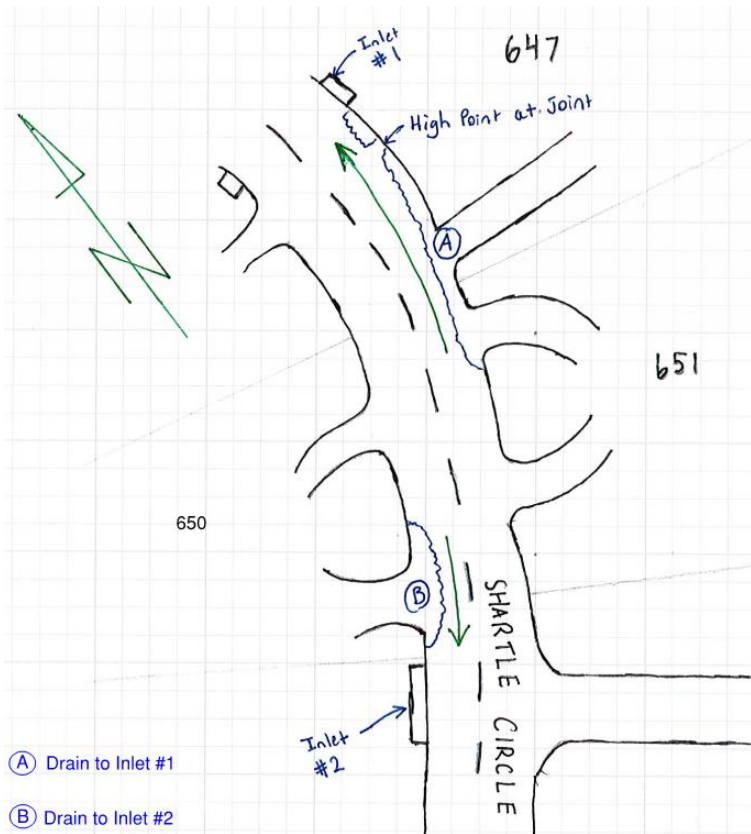 Inlet
#1
647
High Point at Joint
A
651
650
B
SHARTLE CIRCLE
Inlet
#2
N
A Drain to Inlet #1
B Drain to Inlet #2